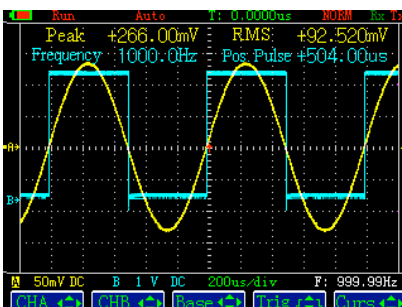 Run Auto T: 0.0000us NORM Rx Tx
Peak +266.00mV RMS +92.520mV
Frequency 1000.0Hz Pos Pulse +504.00us
A
B
A 50mV DC B 1 V DC 200us/div F: 999.99Hz
CHA CHB Base Trig Curs